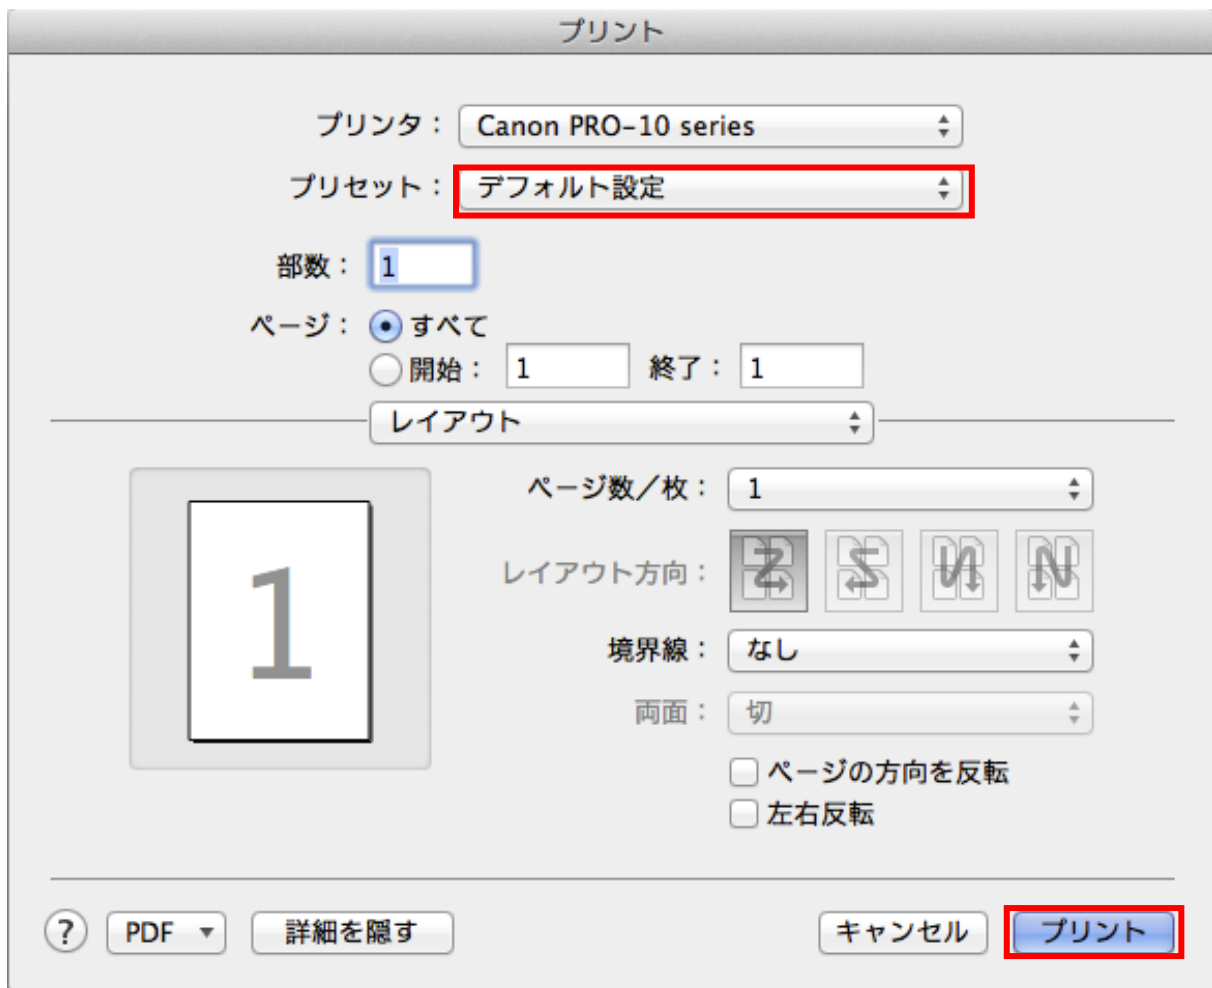 プリント
プリンタ： Canon PRO-10 series
プリセット： デフォルト設定
部数： 1
ページ： すべて
開始： 1 終了： 1
レイアウト
1
ページ数／枚： 1
レイアウト方向：
境界線： なし
両面： 切
ページの方向を反転
左右反転
? PDF 詳細を隠す キャンセル プリント